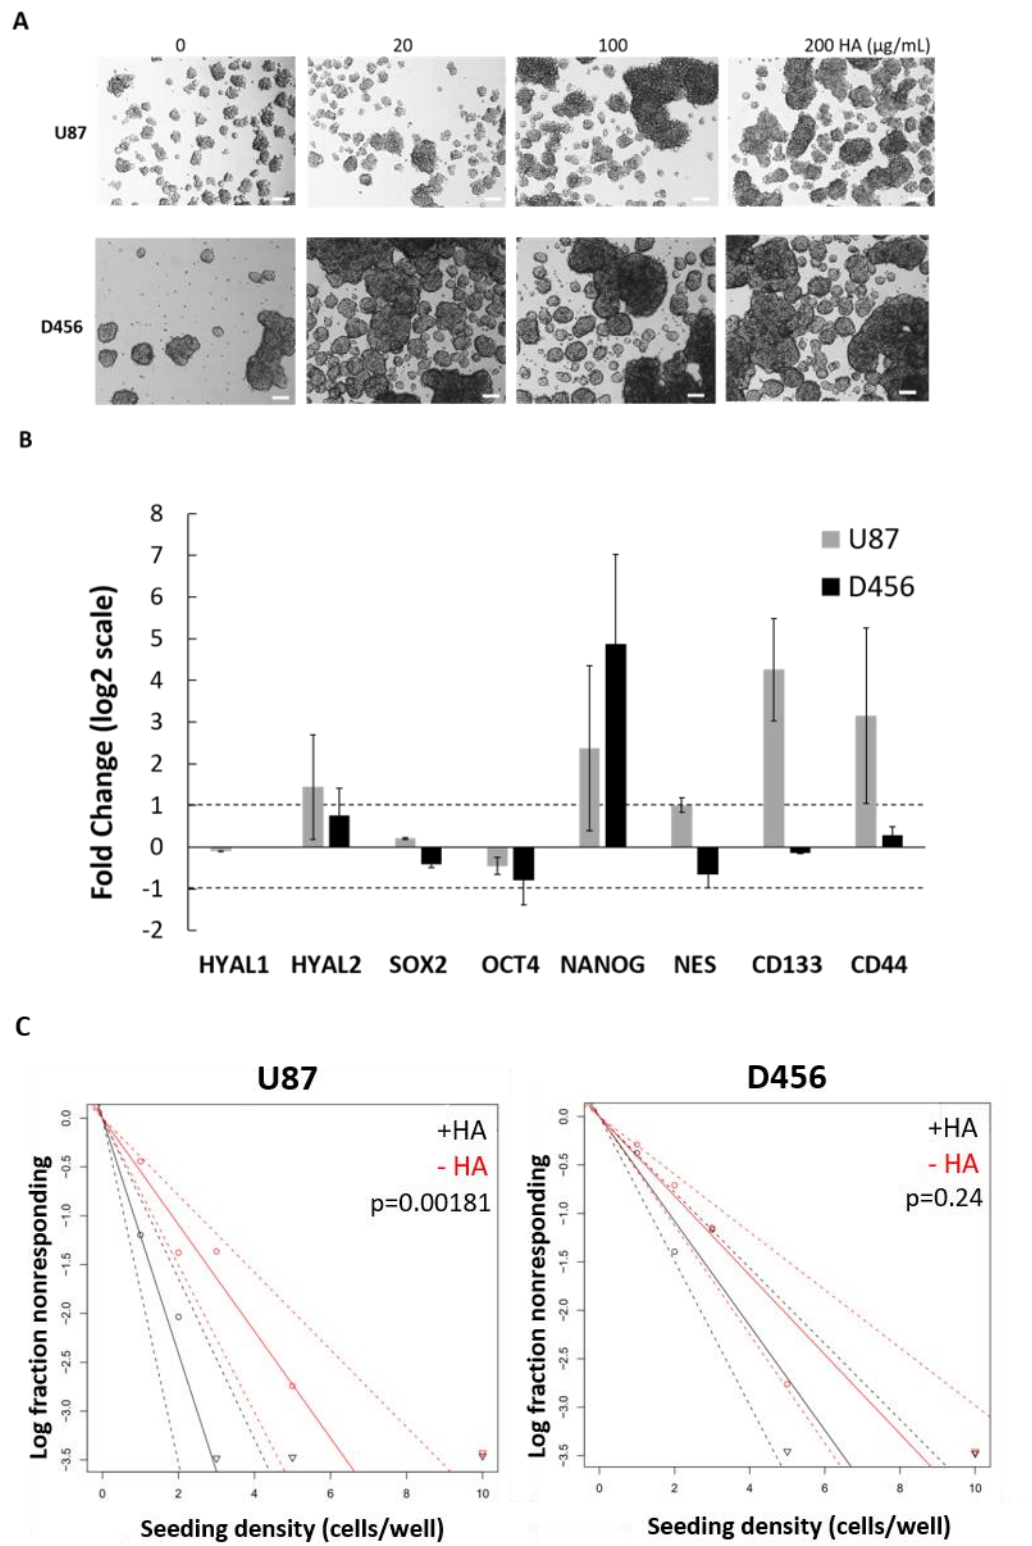 A
0 20 100 200 HA (µg/mL)
U87
D456
B
Fold Change (log2 scale)
8
7
6
5
4
3
2
1
0
-1
-2
U87
D456
HYAL1 HYAL2 SOX2 OCT4 NANOG NES CD133 CD44
C
U87
+HA
- HA
p=0.00181
Log fraction nonresponding
0.0
-0.5
-1.0
-1.5
-2.0
-2.5
-3.0
-3.5
0 2 4 6 8 10
Seeding density (cells/well)
D456
+HA
- HA
p=0.24
Log fraction nonresponding
0.0
-0.5
-1.0
-1.5
-2.0
-2.5
-3.0
-3.5
0 2 4 6 8 10
Seeding density (cells/well)